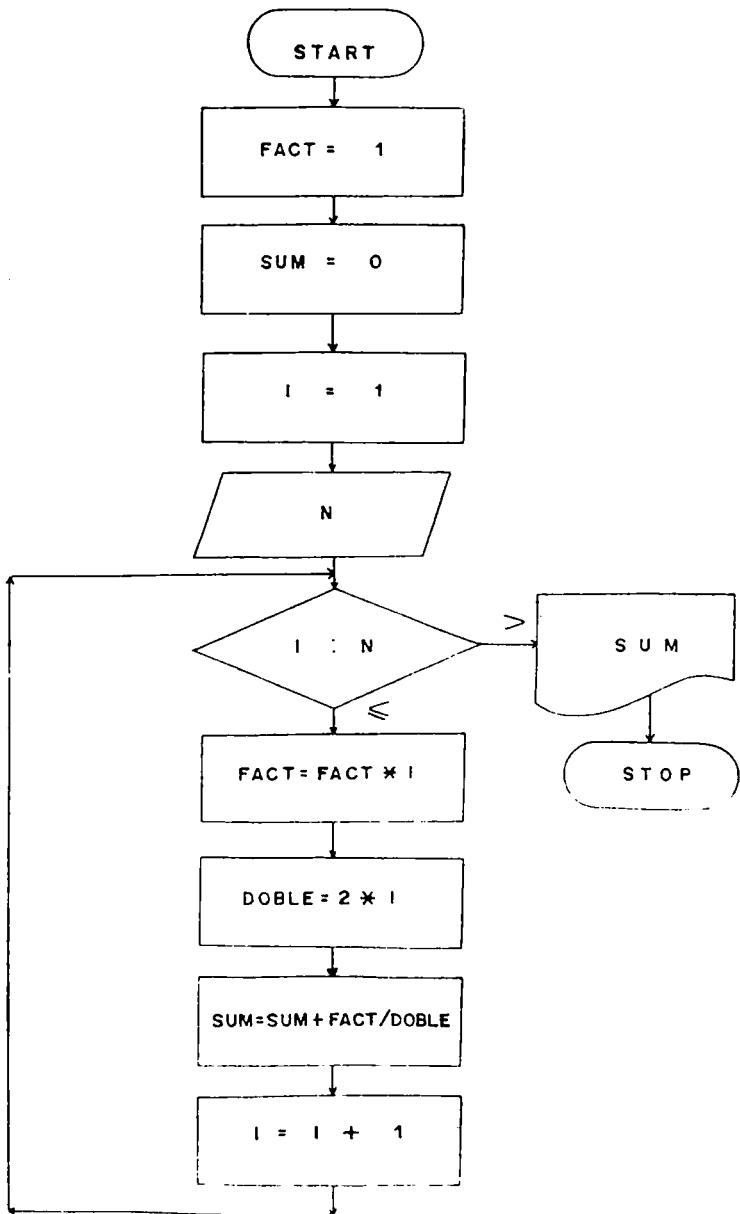 START
FACT = 1
SUM = 0
I = 1
N
I : N
>
SUM
≤
FACT = FACT * I
STOP
DOBLE = 2 * I
SUM=SUM+FACT/DOBLE
I = I + 1